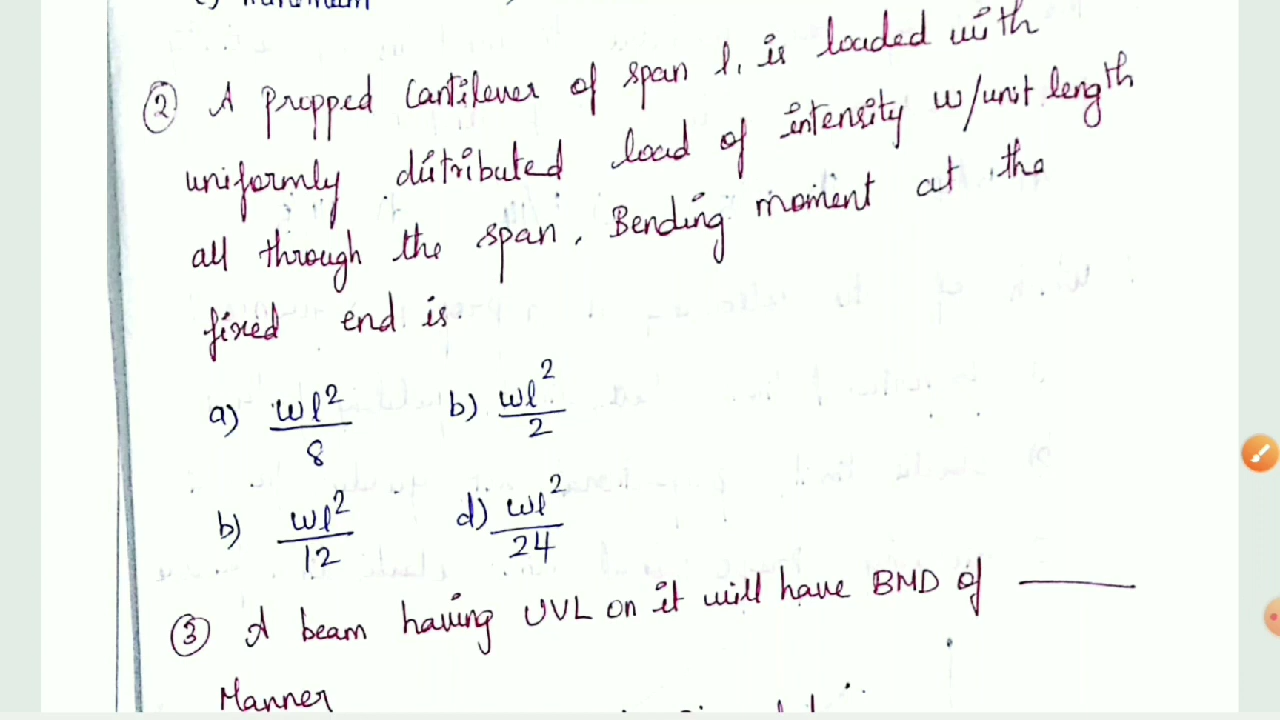 ② A propped cantilever of span l, is loaded with
uniformly distributed load of intensity w/unit length
all through the span, Bending moment at the
fixed end is.
a) wl²/8 b) wl²/2
b) wl²/12 d) wl²/24
③ A beam having UVL on it will have BMD of ———
Manner